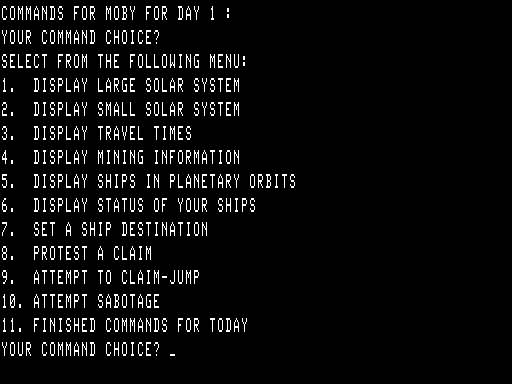 COMMANDS FOR MOBY FOR DAY 1 :
YOUR COMMAND CHOICE?
SELECT FROM THE FOLLOWING MENU:
1.  DISPLAY LARGE SOLAR SYSTEM
2.  DISPLAY SMALL SOLAR SYSTEM
3.  DISPLAY TRAVEL TIMES
4.  DISPLAY MINING INFORMATION
5.  DISPLAY SHIPS IN PLANETARY ORBITS
6.  DISPLAY STATUS OF YOUR SHIPS
7.  SET A SHIP DESTINATION
8.  PROTEST A CLAIM
9.  ATTEMPT TO CLAIM-JUMP
10. ATTEMPT SABOTAGE
11. FINISHED COMMANDS FOR TODAY
YOUR COMMAND CHOICE? _